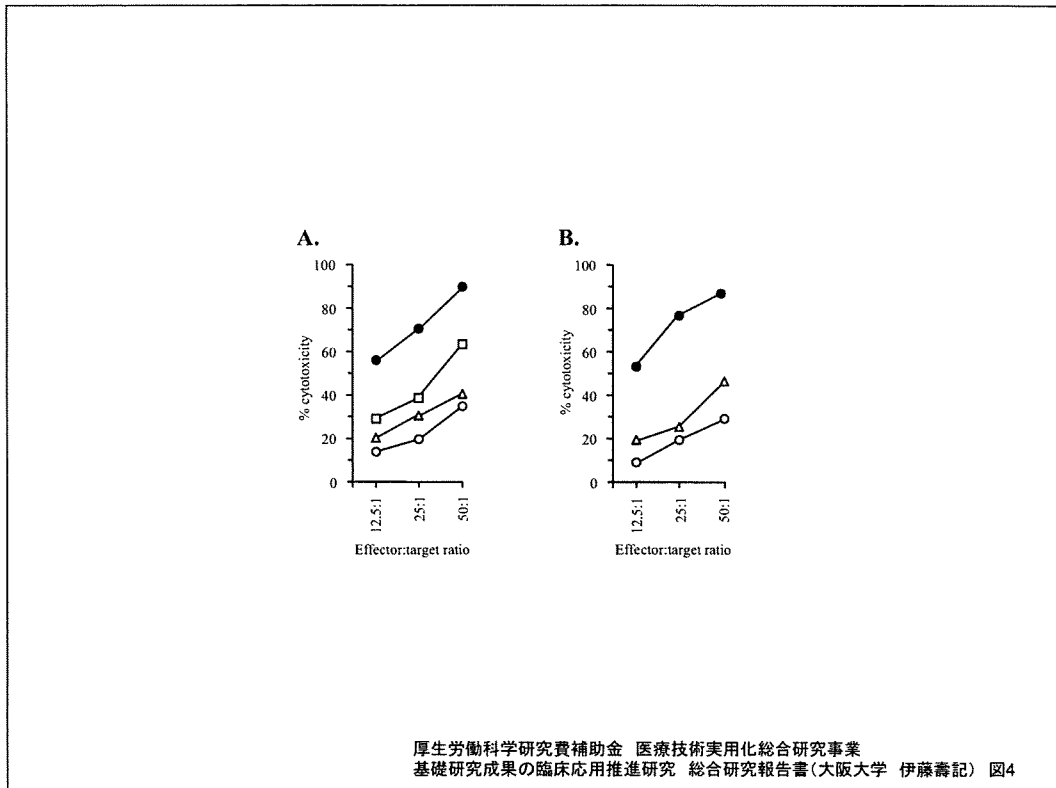 A.
B.
100
80
60
40
20
0
% cytotoxicity
12.5:1
25:1
50:1
Effector:target ratio
100
80
60
40
20
0
% cytotoxicity
12.5:1
25:1
50:1
Effector:target ratio
厚生労働科学研究費補助金 医療技術実用化総合研究事業
基礎研究成果の臨床応用推進研究 総合研究報告書(大阪大学 伊藤壽記) 図4